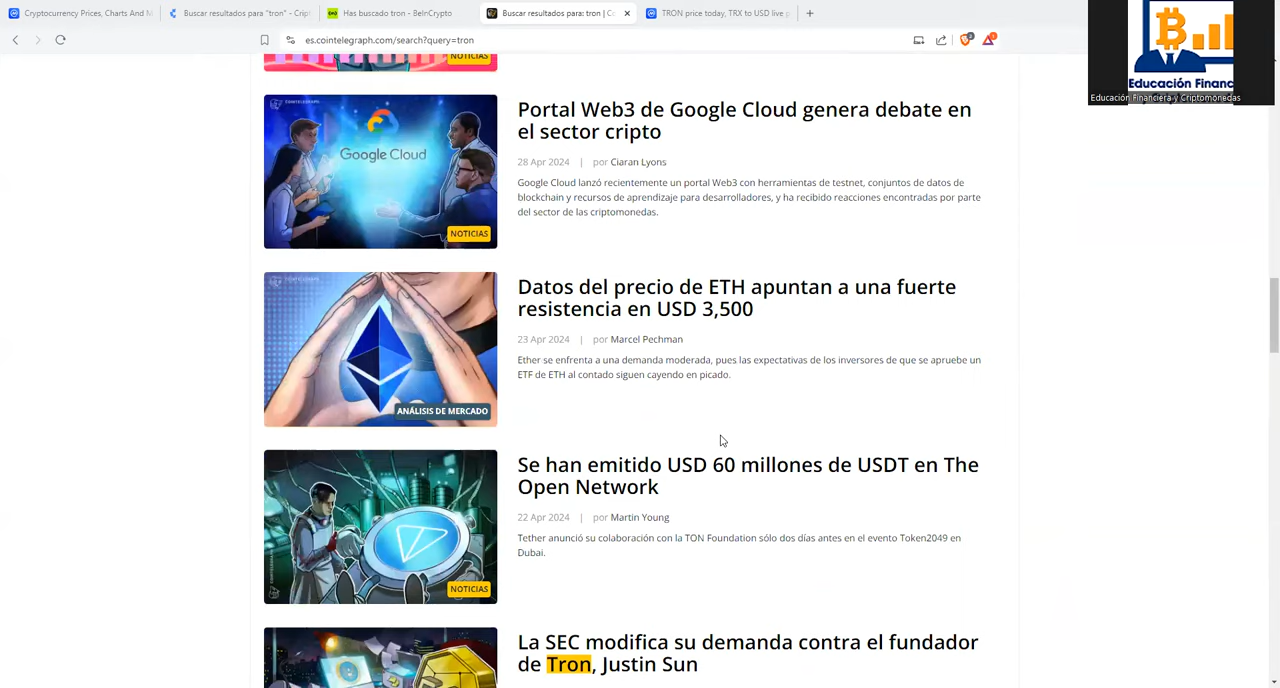 Cryptocurrency Prices, Charts And M
Buscar resultados para "tron" - Crip
Has buscado tron - BeInCrypto
Buscar resultados para: tron | Co
TRON price today, TRX to USD live p
es.cointelegraph.com/search?query=tron
Educación Financ
Educación Financiera y Criptomonedas
NOTICIAS
COINTELEGRAPH
Google Cloud
NOTICIAS
Portal Web3 de Google Cloud genera debate en
el sector cripto
28 Apr 2024 | por Ciaran Lyons
Google Cloud lanzó recientemente un portal Web3 con herramientas de testnet, conjuntos de datos de
blockchain y recursos de aprendizaje para desarrolladores, y ha recibido reacciones encontradas por parte
del sector de las criptomonedas.
COINTELEGRAPH
ANÁLISIS DE MERCADO
Datos del precio de ETH apuntan a una fuerte
resistencia en USD 3,500
23 Apr 2024 | por Marcel Pechman
Ether se enfrenta a una demanda moderada, pues las expectativas de los inversores de que se apruebe un
ETF de ETH al contado siguen cayendo en picado.
NOTICIAS
Se han emitido USD 60 millones de USDT en The
Open Network
22 Apr 2024 | por Martin Young
Tether anunció su colaboración con la TON Foundation sólo dos días antes en el evento Token2049 en
Dubai.
La SEC modifica su demanda contra el fundador
de Tron, Justin Sun